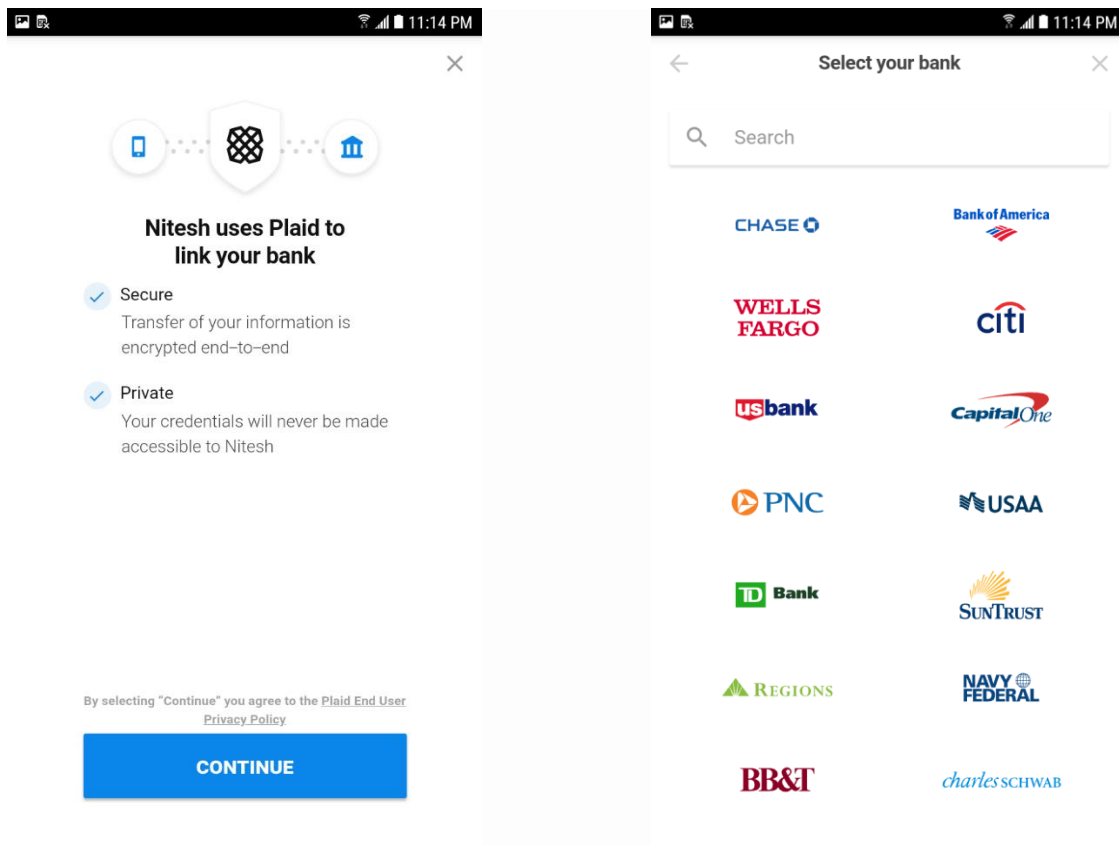 11:14 PM
Nitesh uses Plaid to
link your bank
Secure
Transfer of your information is
encrypted end-to-end
Private
Your credentials will never be made
accessible to Nitesh
By selecting "Continue" you agree to the Plaid End User
Privacy Policy
CONTINUE
11:14 PM
Select your bank
Search
CHASE
Bank of America
WELLS
FARGO
citi
usbank
Capital One
PNC
USAA
TD Bank
SUNTRUST
REGIONS
NAVY
FEDERAL
BB&T
charles SCHWAB